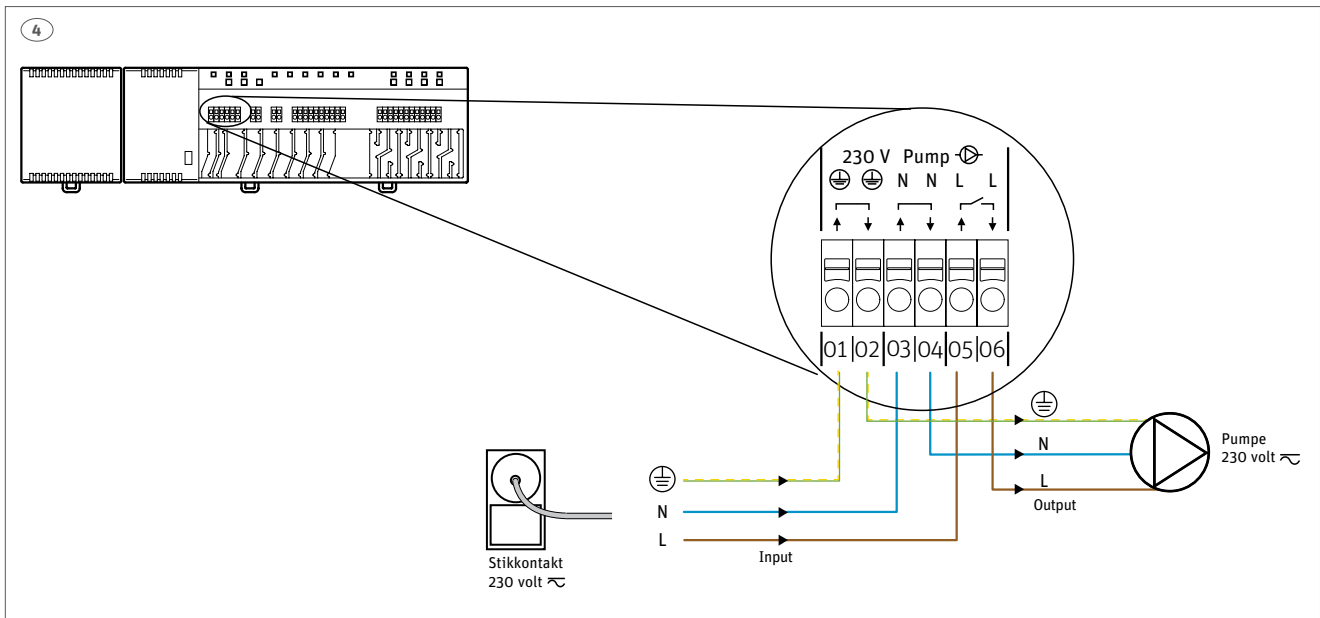 4
230 V Pump
N N L L
01 02 03 04 05 06
N
L
Output
Pumpe
230 volt
N
L
Input
Stikkontakt
230 volt